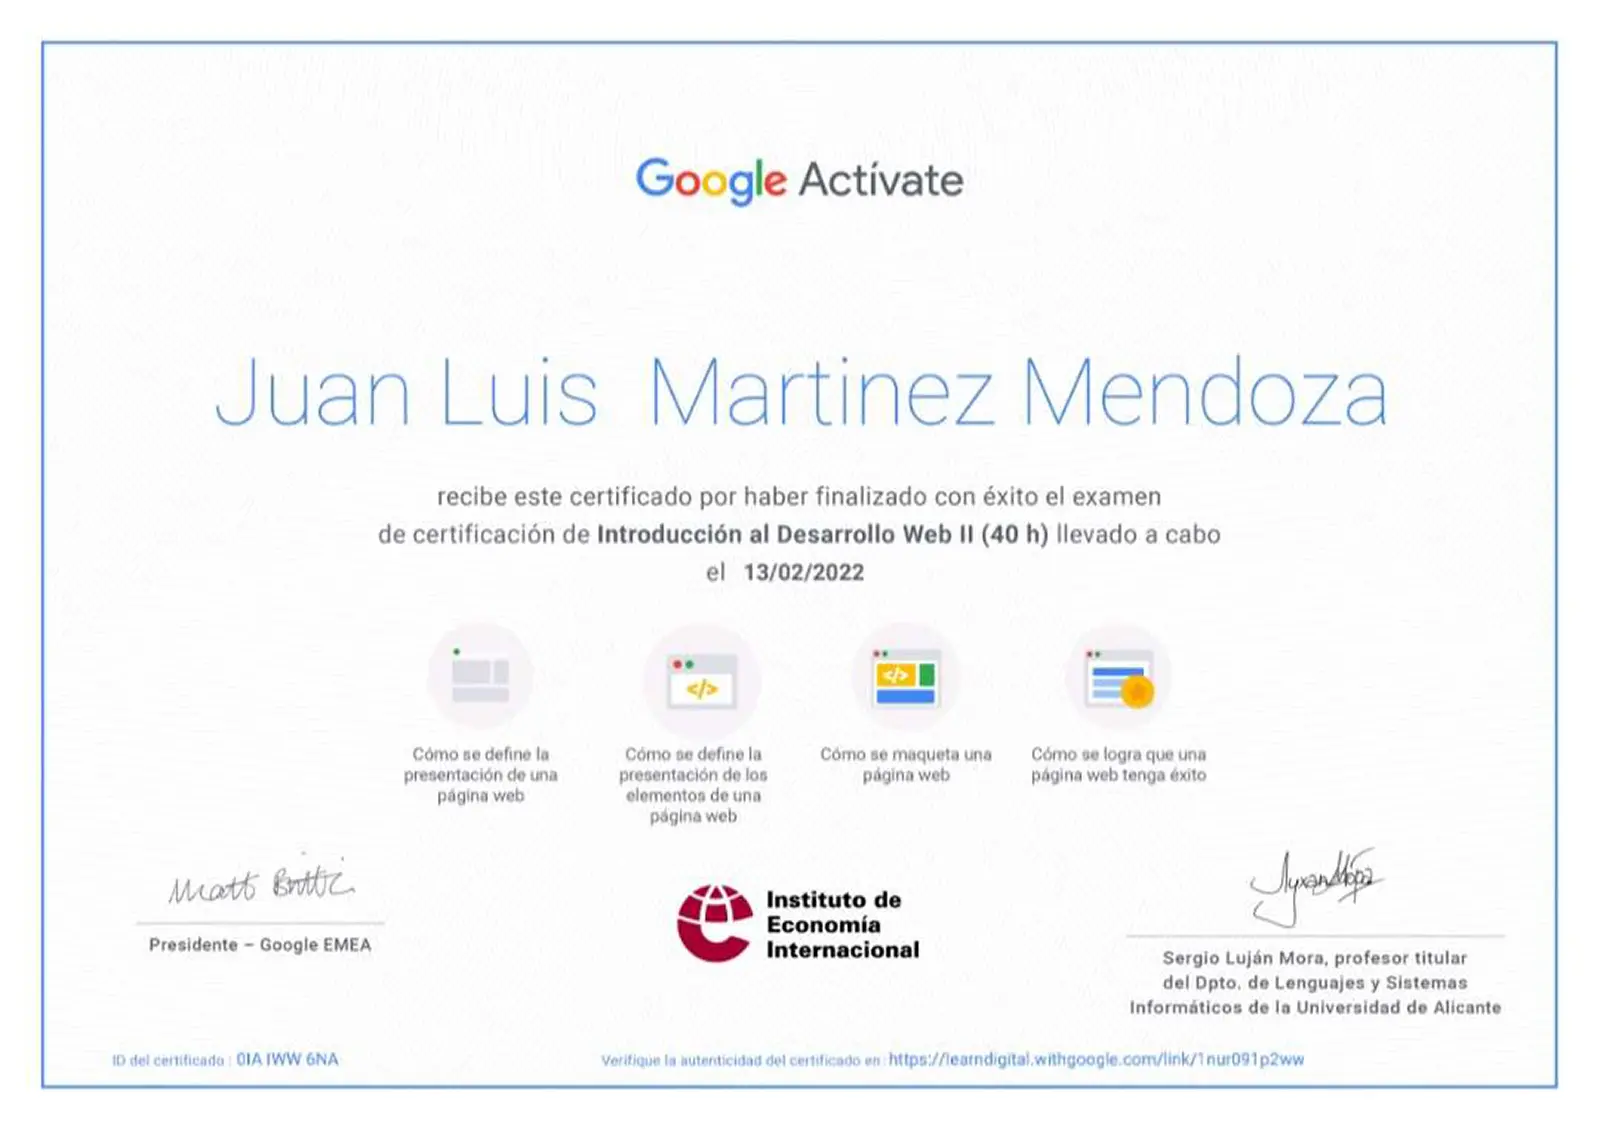 Google Actívate
Juan Luis  Martinez Mendoza
recibe este certificado por haber finalizado con éxito el examen
de certificación de Introducción al Desarrollo Web II (40 h) llevado a cabo
el 13/02/2022
</>
</>
Cómo se define la
presentación de una
página web
Cómo se define la
presentación de los
elementos de una
página web
Cómo se maqueta una
página web
Cómo se logra que una
página web tenga éxito
Matt Brittin
Presidente – Google EMEA
Instituto de
Economía
Internacional
Sergio Luján Mora, profesor titular
del Dpto. de Lenguajes y Sistemas
Informáticos de la Universidad de Alicante
ID del certificado : 0IA IWW 6NA
Verifique la autenticidad del certificado en : https://learndigital.withgoogle.com/link/1nur091p2ww